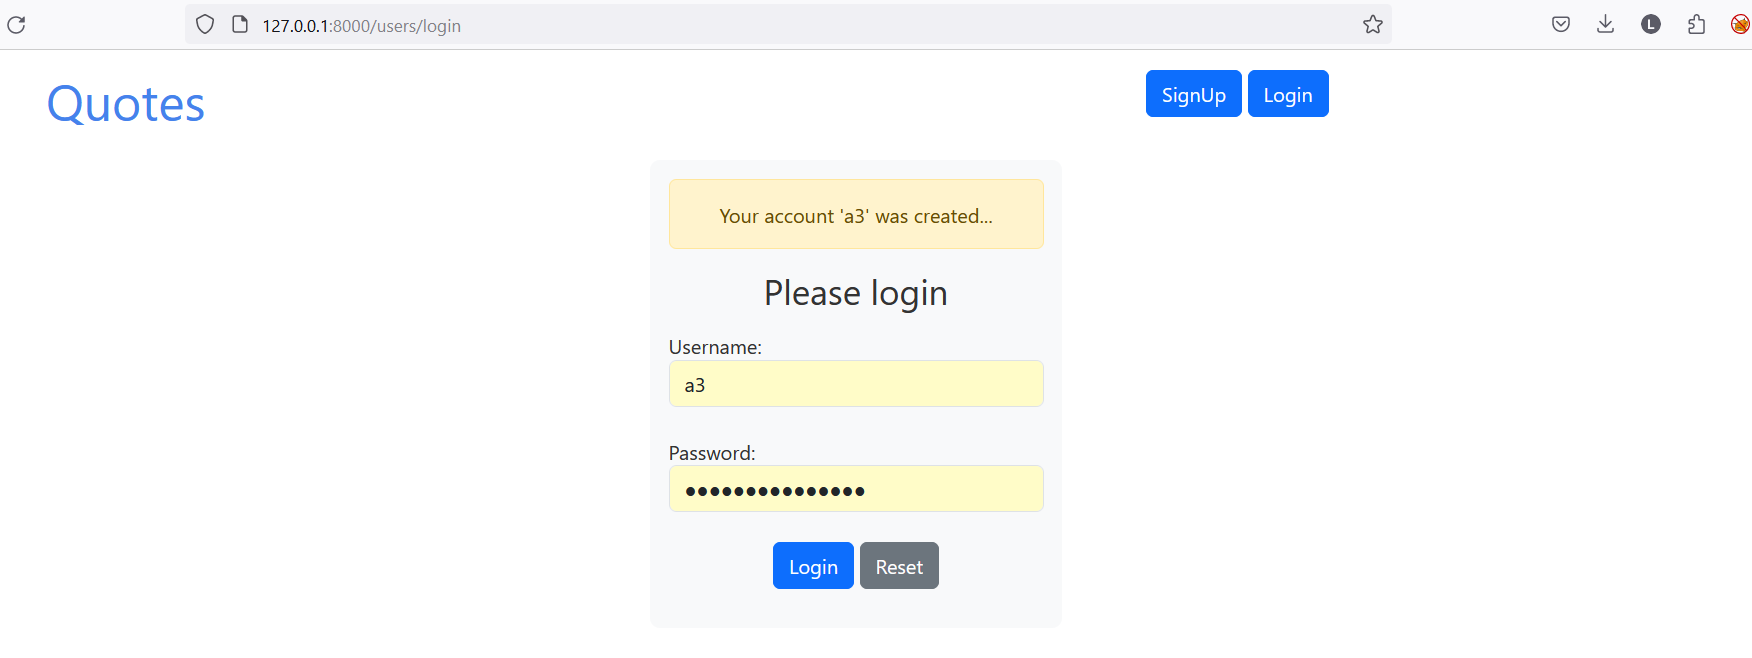 127.0.0.1:8000/users/login
L
Quotes
SignUp Login
Your account 'a3' was created...
Please login
Username:
a3
Password:
●●●●●●●●●●●●●●●
Login Reset